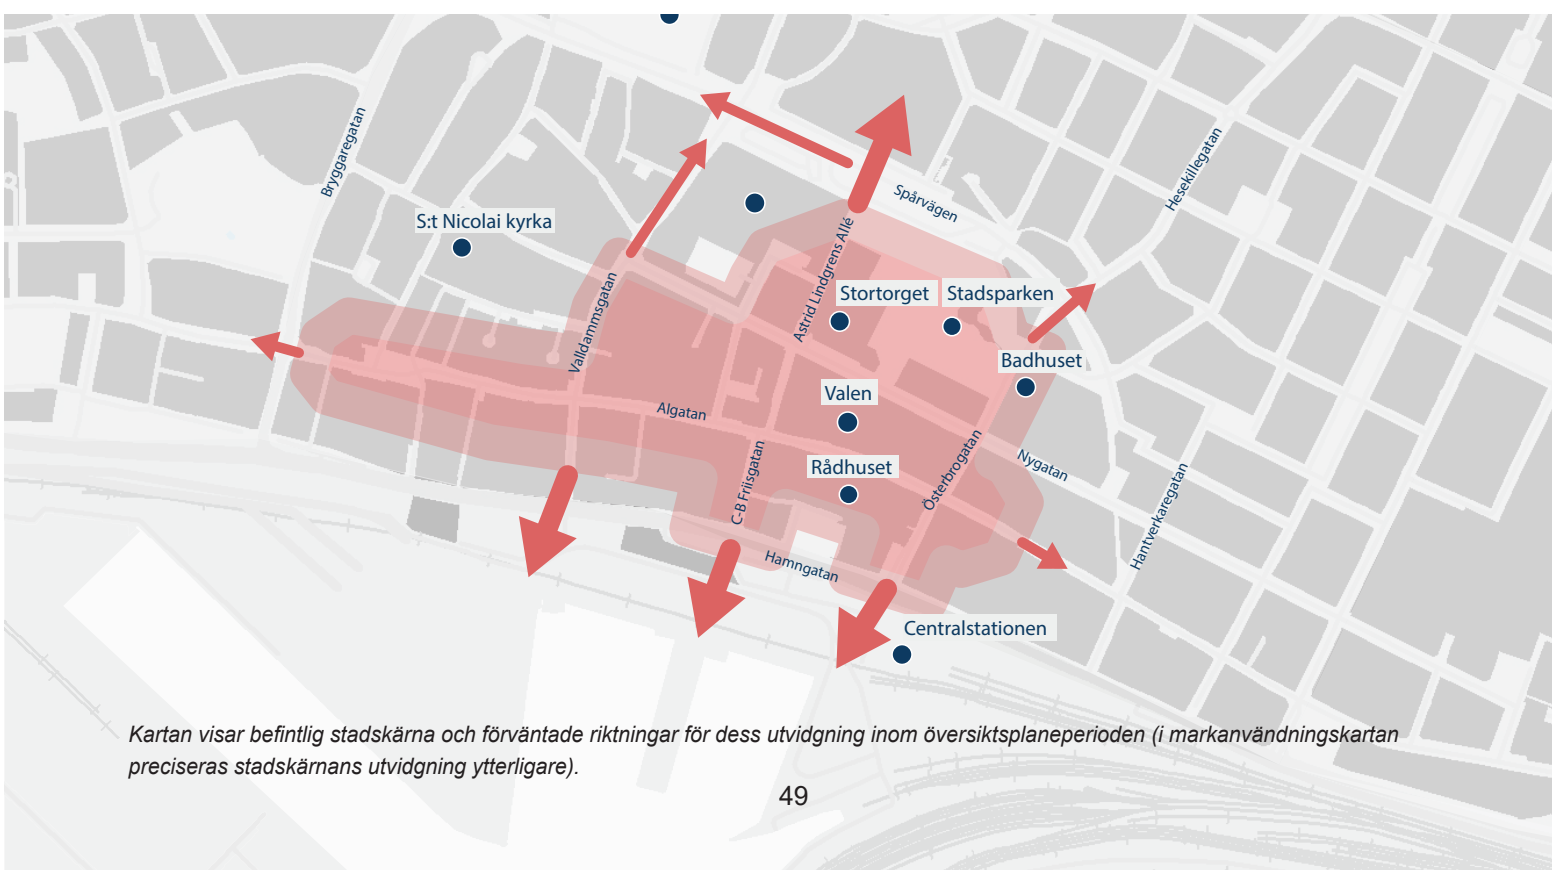 Bryggaregatan
Hesekillegatan
Spårvägen
S:t Nicolai kyrka
Astrid Lindgrens Allé
Valldammsgatan
Stortorget
Stadsparken
Badhuset
Valen
Algatan
Rådhuset
C-B Friisgatan
Österbrogatan
Nygatan
Hantverkaregatan
Hamngatan
Centralstationen
Kartan visar befintlig stadskärna och förväntade riktningar för dess utvidgning inom översiktsplaneperioden (i markanvändningskartan
preciseras stadskärnans utvidgning ytterligare).
49